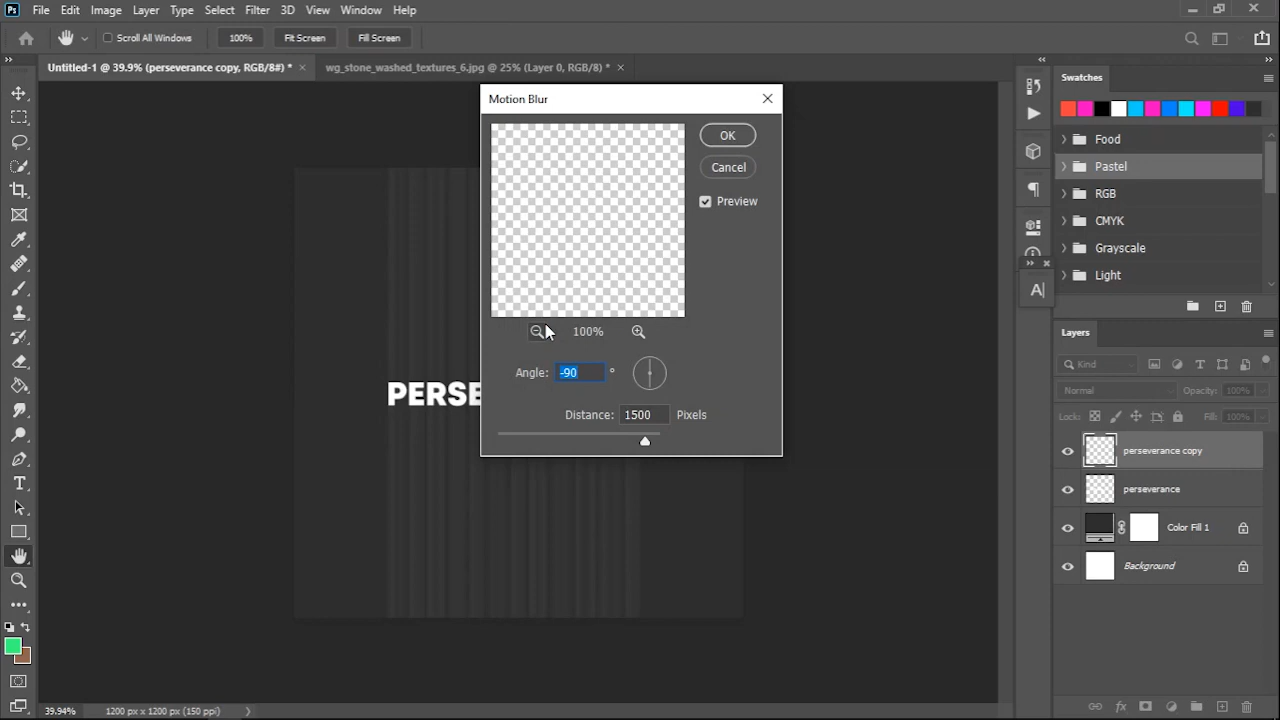 Ps File Edit Image Layer Type Select Filter 3D View Window Help
Scroll All Windows 100% Fit Screen Fill Screen
Untitled-1 @ 39.9% (perseverance copy, RGB/8#) * × wg_stone_washed_textures_6.jpg @ 25% (Layer 0, RGB/8) * ×
Motion Blur
OK
Cancel
Preview
100%
Angle: -90 °
Distance: 1500 Pixels
PERSE
Swatches
Food
Pastel
RGB
CMYK
Grayscale
Light
A
Layers
Kind
Normal Opacity: 100%
Lock: Fill: 100%
perseverance copy
perseverance
Color Fill 1
Background
T
39.94% 1200 px x 1200 px (150 ppi)